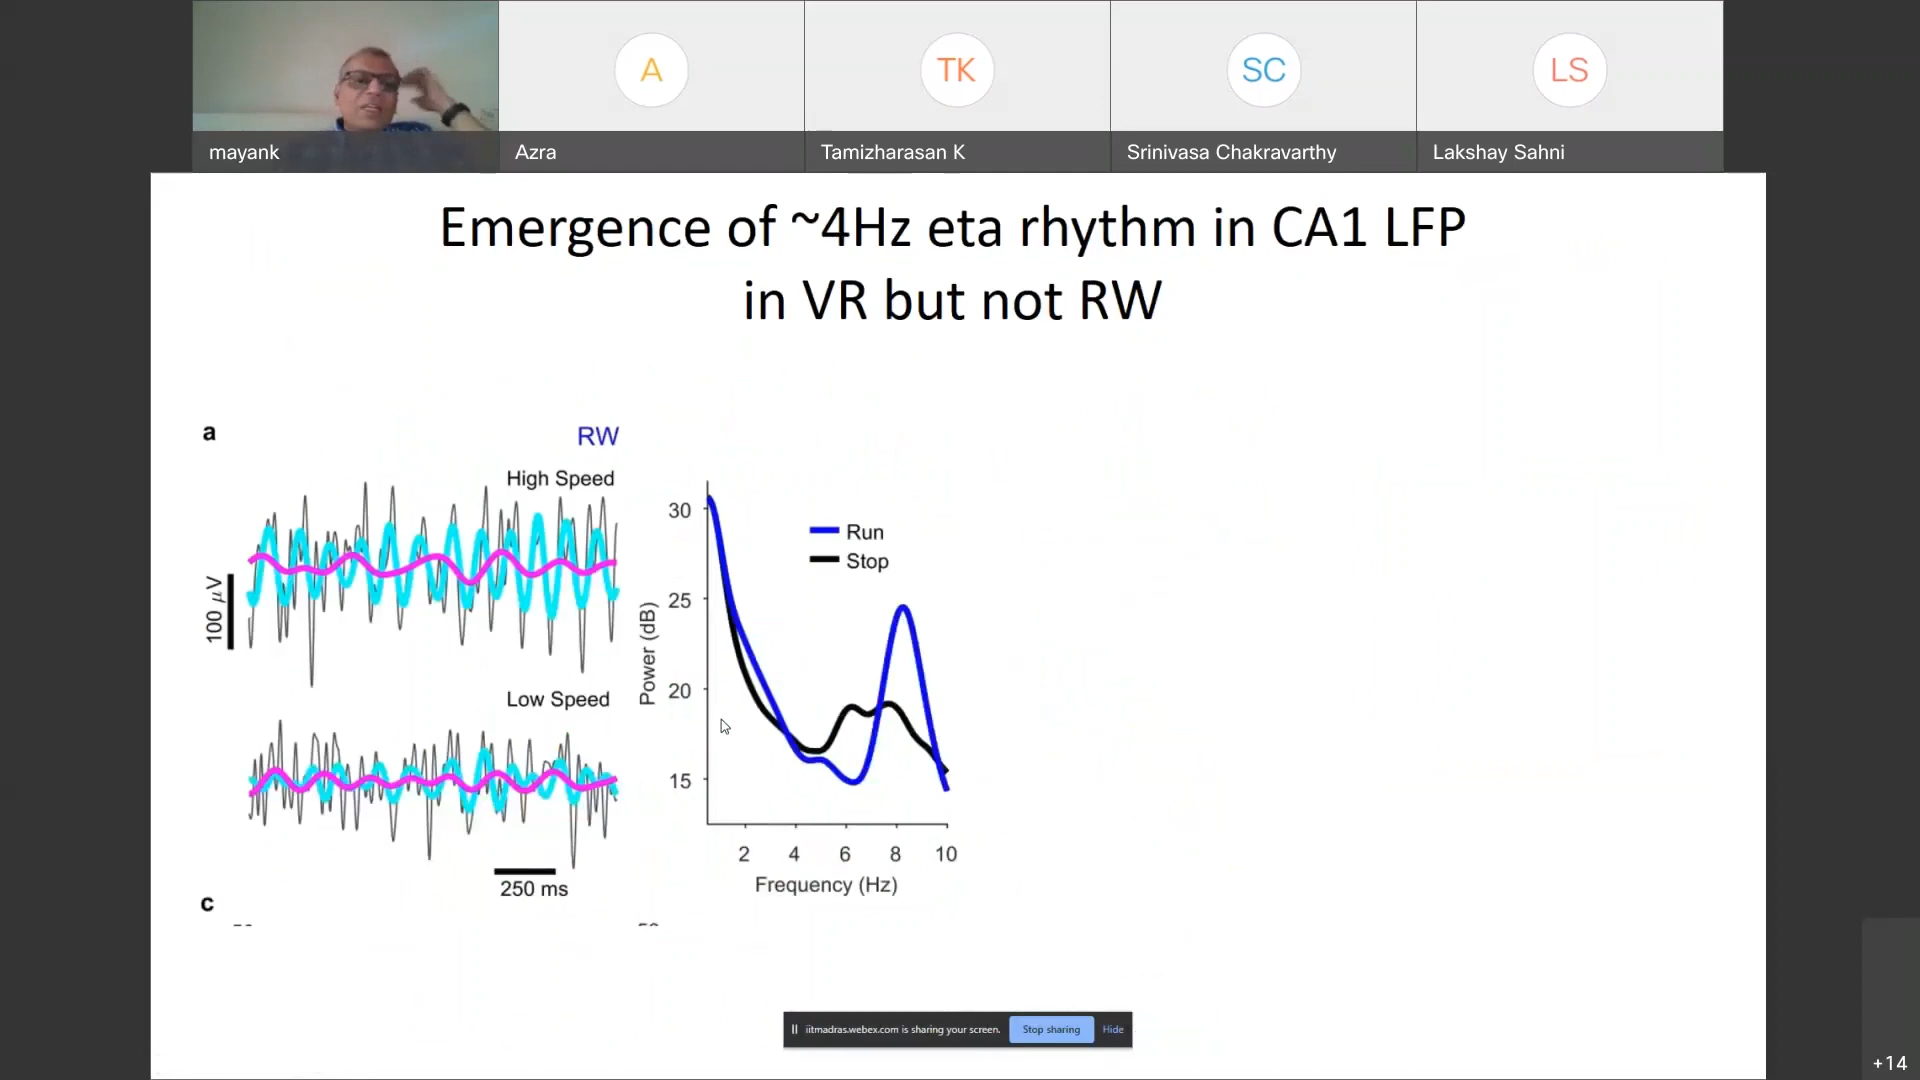 A
TK
SC
LS
mayank
Azra
Tamizharasan K
Srinivasa Chakravarthy
Lakshay Sahni
Emergence of ~4Hz eta rhythm in CA1 LFP
in VR but not RW
a
RW
High Speed
100 µV
Low Speed
250 ms
c
30
25
20
15
Power (dB)
Run
Stop
2 4 6 8 10
Frequency (Hz)
iitmadras.webex.com is sharing your screen.
Stop sharing
Hide
+14